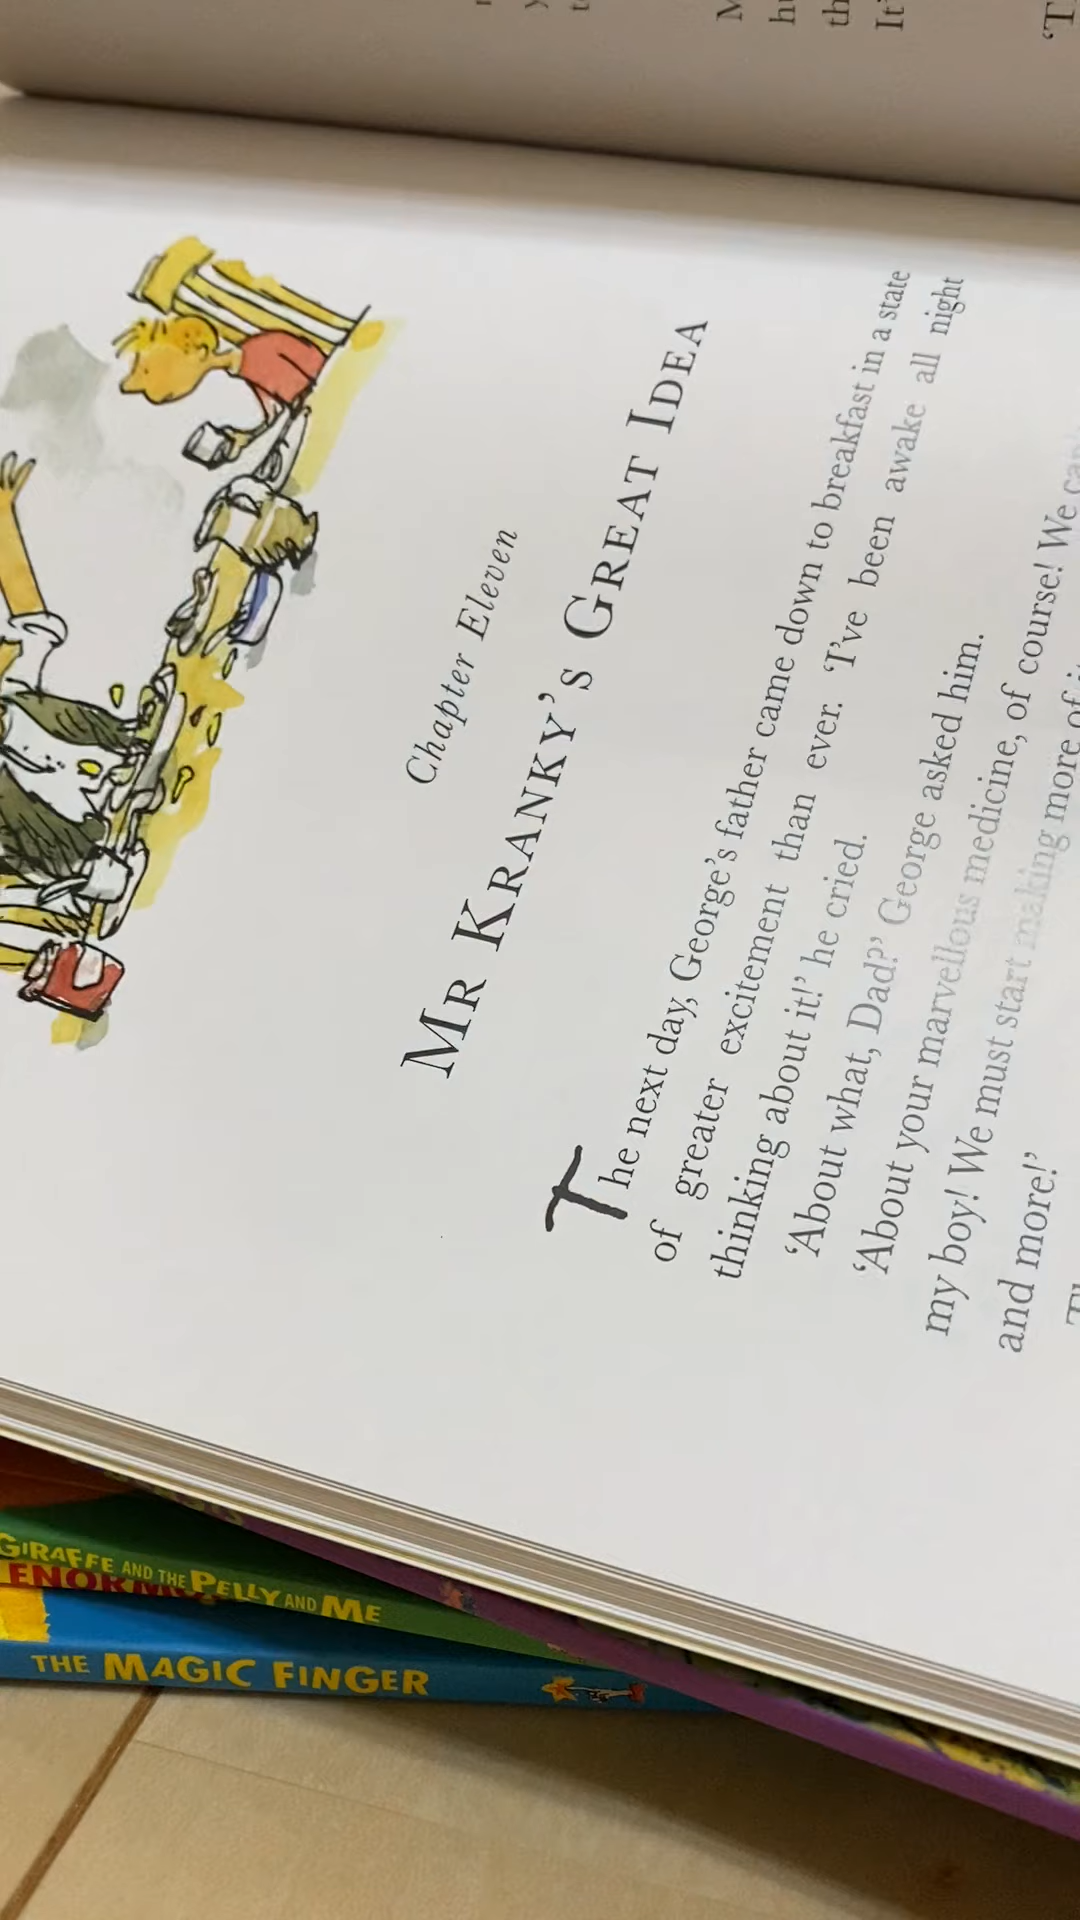 Chapter Eleven
MR KRANKY'S GREAT IDEA
The next day, George's father came down to breakfast in a state
of greater excitement than ever. 'I've been awake all night
thinking about it!' he cried.
'About what, Dad?' George asked him.
'About your marvellous medicine, of course! We
my boy! We must start making more of
and more!'
GIRAFFE AND THE PELLY AND ME
THE MAGIC FINGER